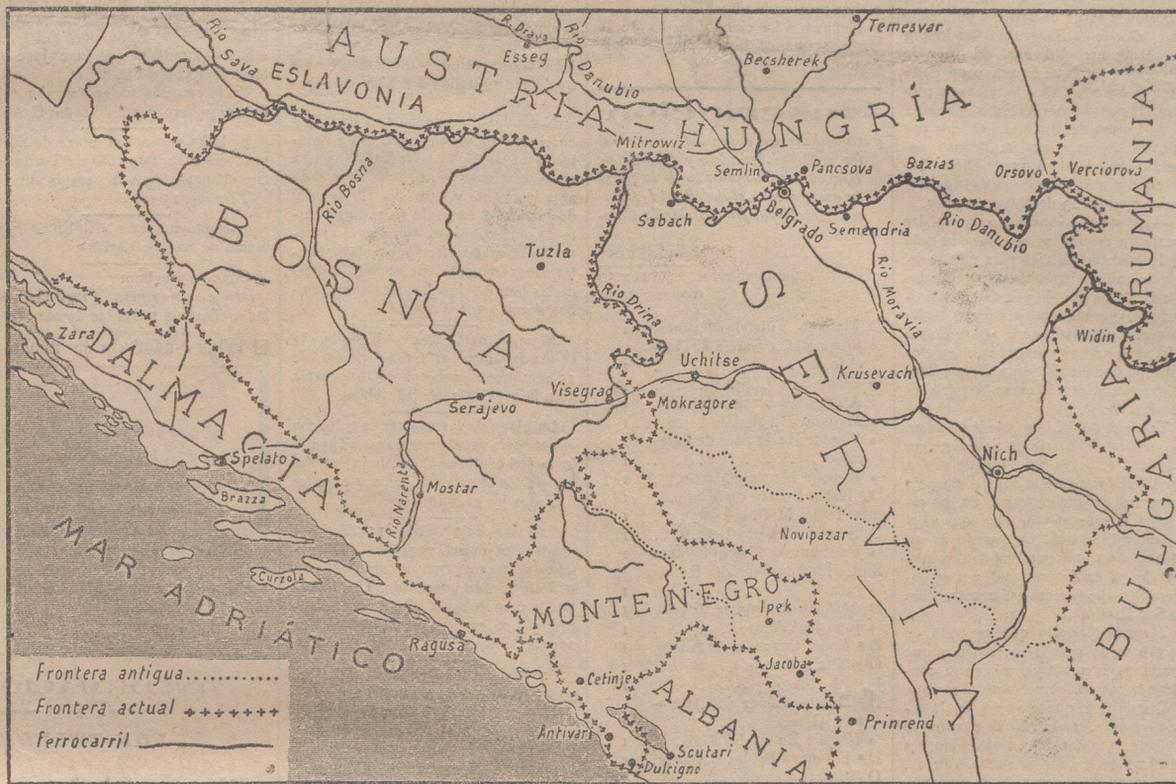 AUSTRIA-HUNGRÍA
ESLAVONIA
Rio Sava
R. Drava
Esseg
Rio Danubio
Becsherek
Temesvar
Mitrowiz
Semlin
Pancsova
Bazias
Orsovo
Verciorova
RUMANIA
Sabach
Belgrado
Semendria
Rio Danubio
Rio Bosna
BOSNIA
Tuzla
Rio Drina
Rio Moravia
Widin
SERVIA
Zara
DALMACIA
Uchitse
Krusevach
Visegrad
Mokragore
Serajevo
BULGARIA
Spelato
Brazza
Mostar
Rio Narenta
Nich
Novipazar
MAR ADRIÁTICO
Curzola
MONTENEGRO
Ipek
Ragusa
Jacoba
Cetinje
ALBANIA
Prinrend
Antivari
Scutari
Dulcigno
Frontera antigua............
Frontera actual ++++++++++
Ferrocarril